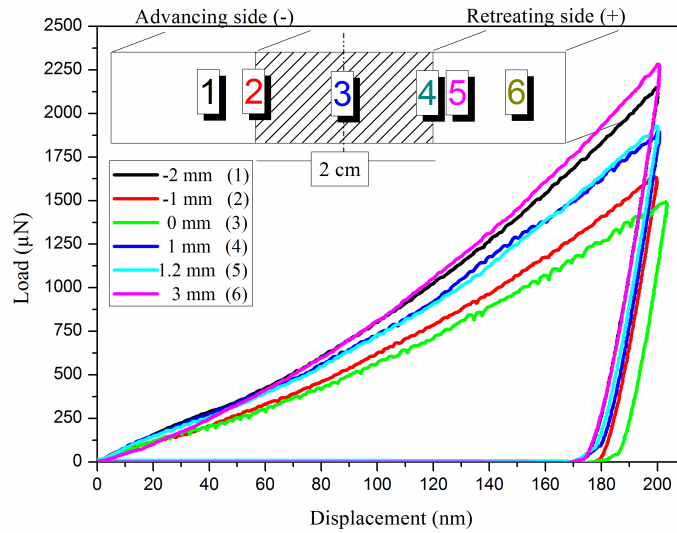 Advancing side (-) Retreating side (+)
2500
2250
2000
1750
1500
1250
1000
750
500
250
0
Load (µN)
1 2 3 4 5 6
2 cm
-2 mm (1)
-1 mm (2)
0 mm (3)
1 mm (4)
1.2 mm (5)
3 mm (6)
0 20 40 60 80 100 120 140 160 180 200
Displacement (nm)